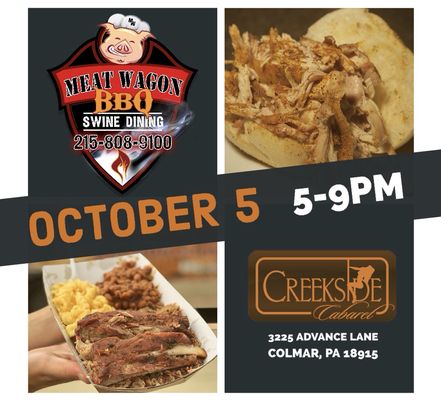 MEAT WAGON
BBQ
SWINE DINING
215-808-9100
OCTOBER 5
5-9PM
CREEKSIDE
Cabaret
3225 ADVANCE LANE
COLMAR, PA 18915